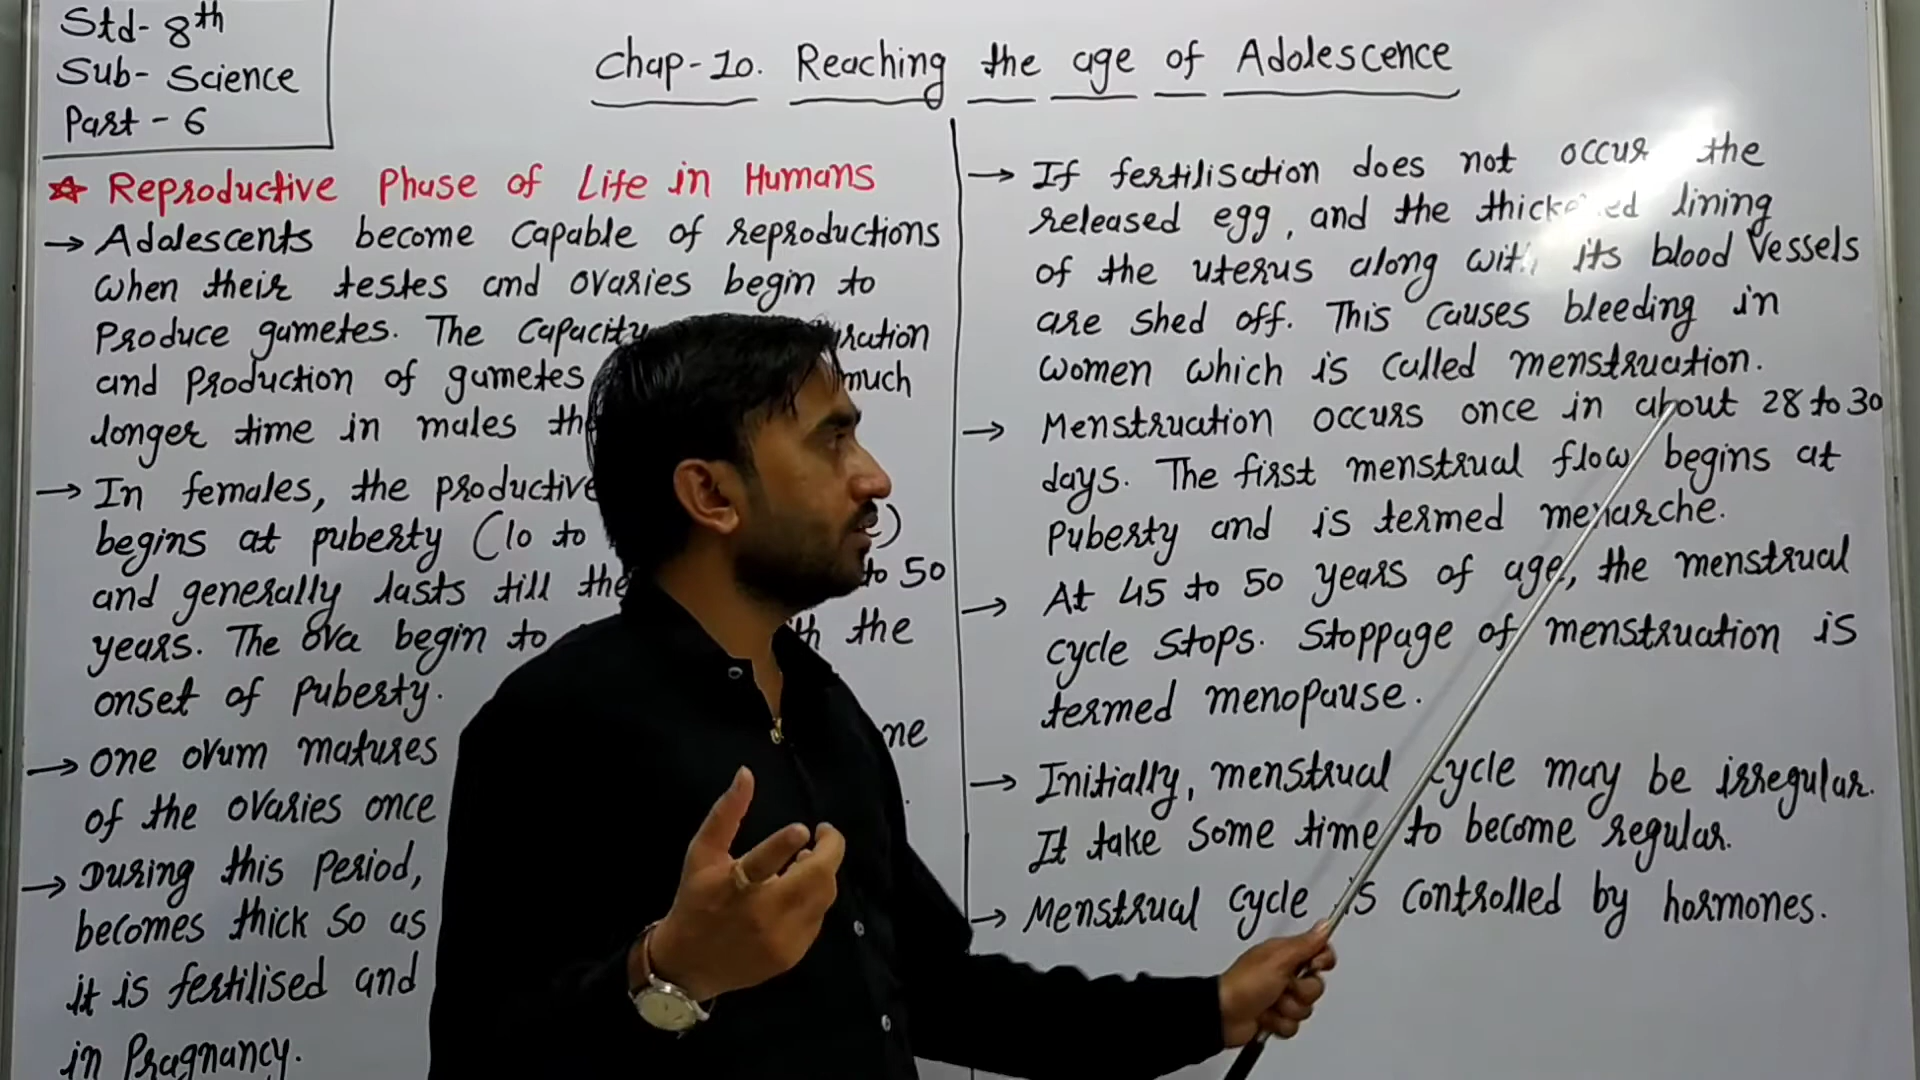 Std- 8th
Sub- Science
Part - 6
Chap-10. Reaching the age of Adolescence
☆ Reproductive Phase of Life in Humans
→ Adolescents become capable of reproductions
when their testes and ovaries begin to
Produce gametes. The capacity
and production of gametes much
longer time in males
→ In females, the productive
begins at puberty (10 to )
and generally lasts till the to 50
years. The ova begin to the
onset of Puberty.
→ One ovum matures
of the ovaries once
→ During this Period,
becomes thick so as
it is fertilised and
in Pragnancy.
→ If fertilisation does not occur the
released egg, and the thickened lining
of the uterus along with its blood Vessels
are shed off. This causes bleeding in
women which is called menstruation.
→ Menstruation occurs once in about 28 to 30
days. The first menstrual flow begins at
Puberty and is termed menarche.
→ At 45 to 50 years of age, the menstrual
cycle stops. Stoppage of menstruation is
termed menopause.
→ Initially, menstrual cycle may be irregular.
It take some time to become regular.
→ Menstrual cycle is controlled by hormones.